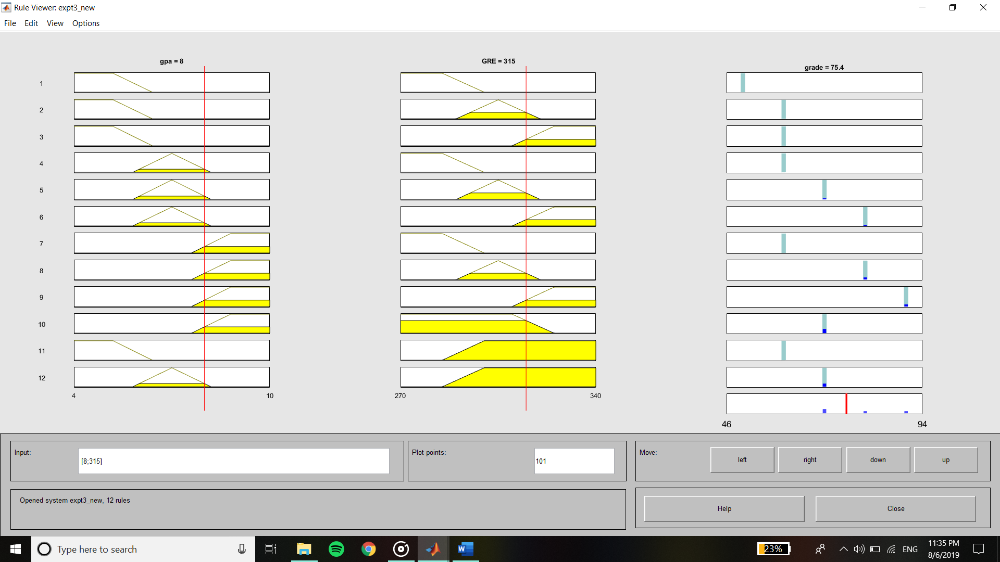 Rule Viewer: expt3_new
File Edit View Options
gpa = 8
GRE = 315
grade = 75.4
1
2
3
4
5
6
7
8
9
10
11
12
4 10
270 340
46 94
Input:
[8;315]
Plot points:
101
Move:
left
right
down
up
Opened system expt3_new, 12 rules
Help
Close
Type here to search
23%
ENG
11:35 PM
8/6/2019